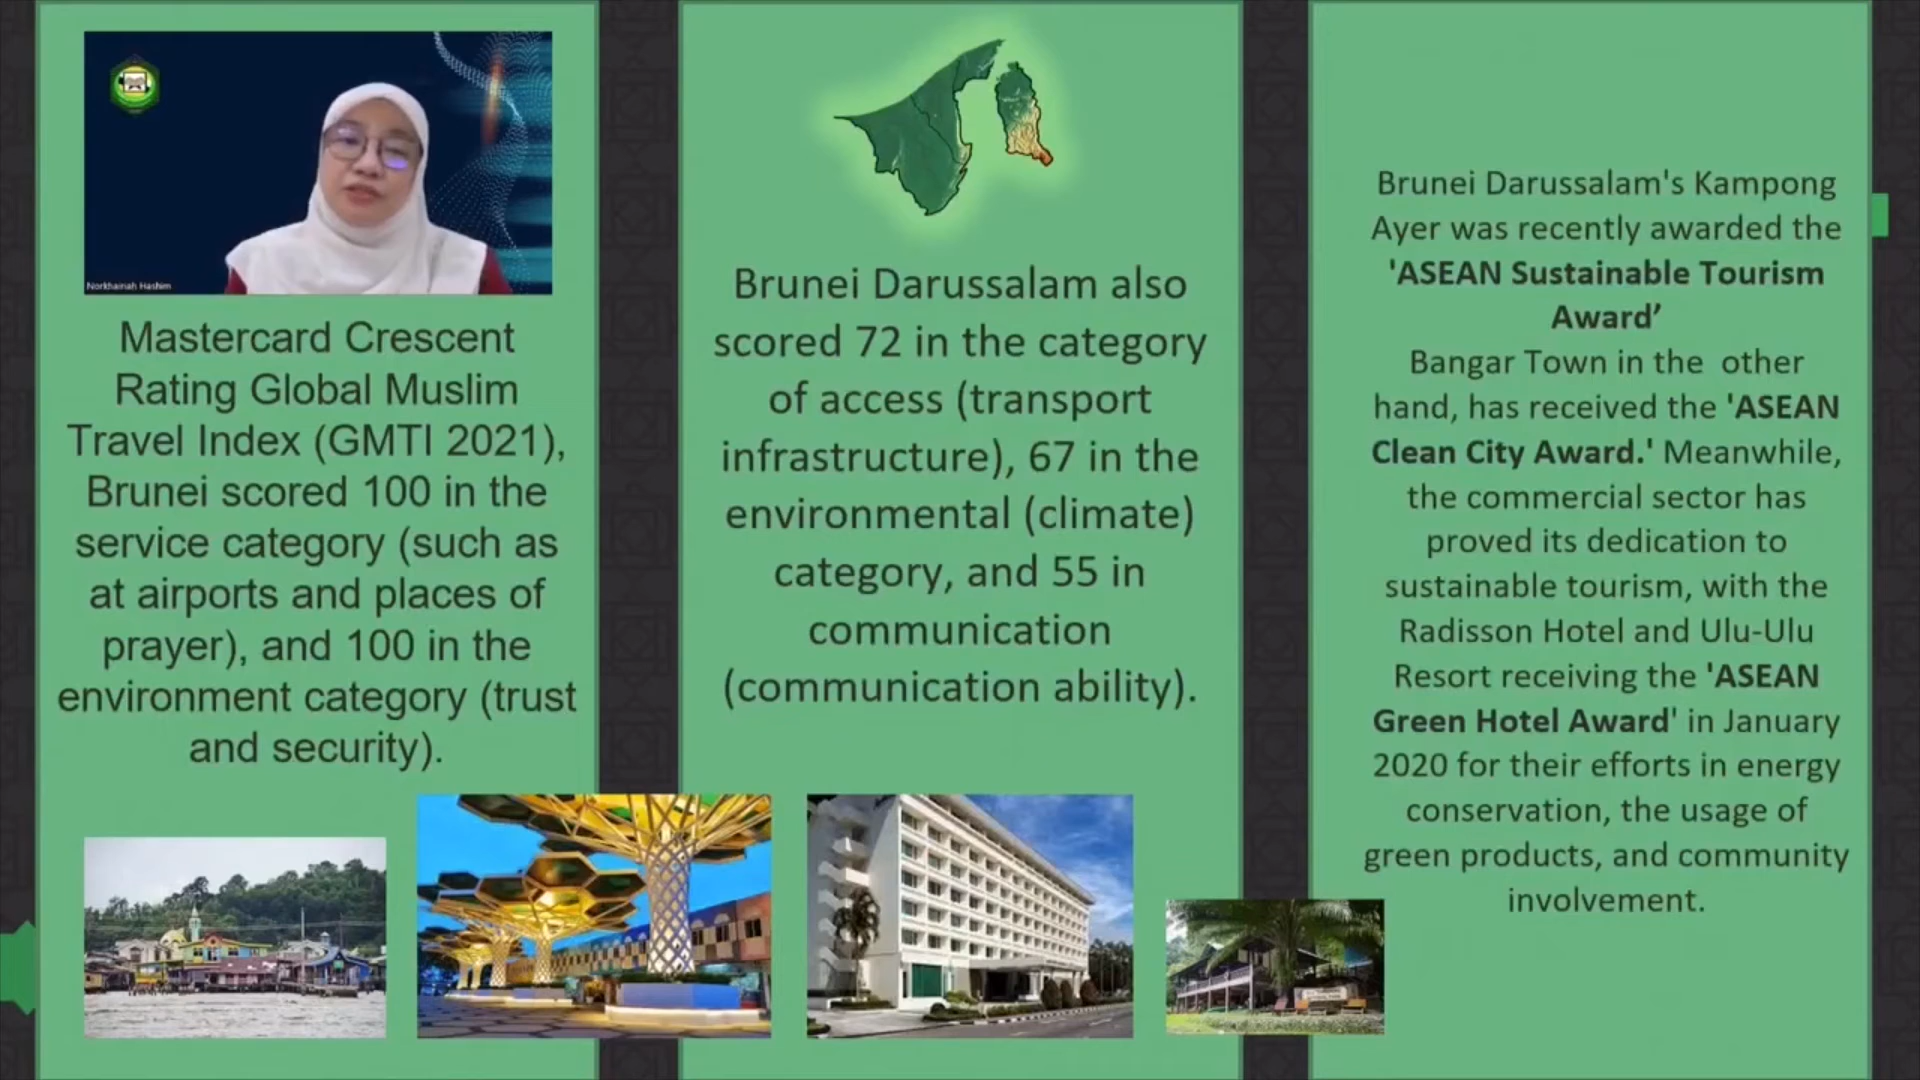 Norkhainah Hashim
Mastercard Crescent
Rating Global Muslim
Travel Index (GMTI 2021),
Brunei scored 100 in the
service category (such as
at airports and places of
prayer), and 100 in the
environment category (trust
and security).
Brunei Darussalam also
scored 72 in the category
of access (transport
infrastructure), 67 in the
environmental (climate)
category, and 55 in
communication
(communication ability).
Brunei Darussalam's Kampong
Ayer was recently awarded the
'ASEAN Sustainable Tourism
Award’
Bangar Town in the  other
hand, has received the 'ASEAN
Clean City Award.' Meanwhile,
the commercial sector has
proved its dedication to
sustainable tourism, with the
Radisson Hotel and Ulu-Ulu
Resort receiving the 'ASEAN
Green Hotel Award' in January
2020 for their efforts in energy
conservation, the usage of
green products, and community
involvement.